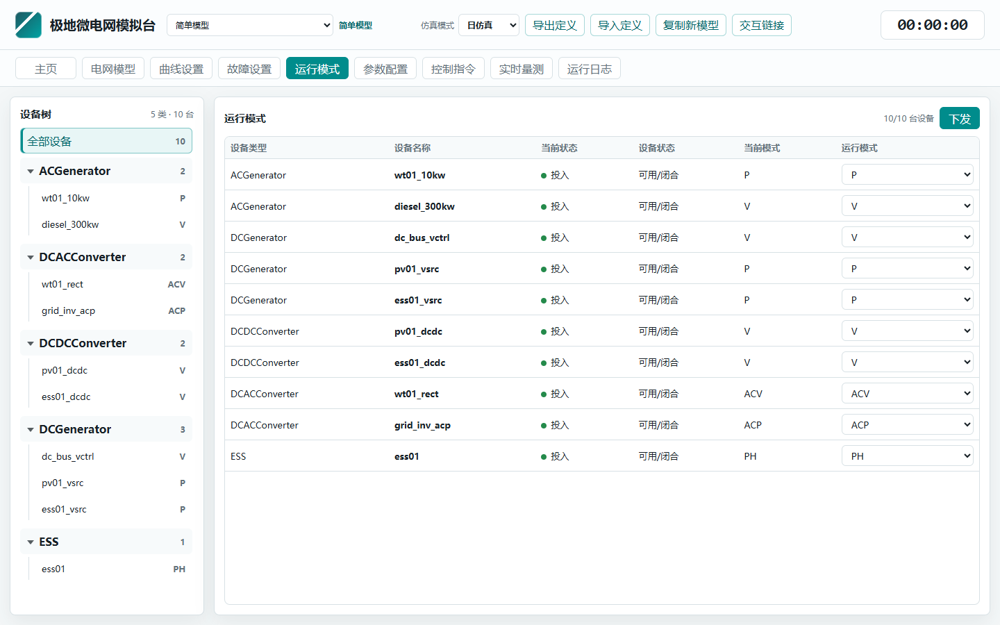 极地微电网模拟台 简单模型 简单模型 仿真模式 日仿真 导出定义 导入定义 复制新模型 交互链接 00:00:00
主页 电网模型 曲线设置 故障设置 运行模式 参数配置 控制指令 实时量测 运行日志
设备树 5 类 · 10 台
全部设备 10
ACGenerator 2
wt01_10kw P
diesel_300kw V
DCACConverter 2
wt01_rect ACV
grid_inv_acp ACP
DCDCConverter 2
pv01_dcdc V
ess01_dcdc V
DCGenerator 3
dc_bus_vctrl V
pv01_vsrc P
ess01_vsrc P
ESS 1
ess01 PH
运行模式 10/10 台设备 下发
设备类型 设备名称 当前状态 设备状态 当前模式 运行模式
ACGenerator wt01_10kw 投入 可用/闭合 P P
ACGenerator diesel_300kw 投入 可用/闭合 V V
DCGenerator dc_bus_vctrl 投入 可用/闭合 V V
DCGenerator pv01_vsrc 投入 可用/闭合 P P
DCGenerator ess01_vsrc 投入 可用/闭合 P P
DCDCConverter pv01_dcdc 投入 可用/闭合 V V
DCDCConverter ess01_dcdc 投入 可用/闭合 V V
DCACConverter wt01_rect 投入 可用/闭合 ACV ACV
DCACConverter grid_inv_acp 投入 可用/闭合 ACP ACP
ESS ess01 投入 可用/闭合 PH PH